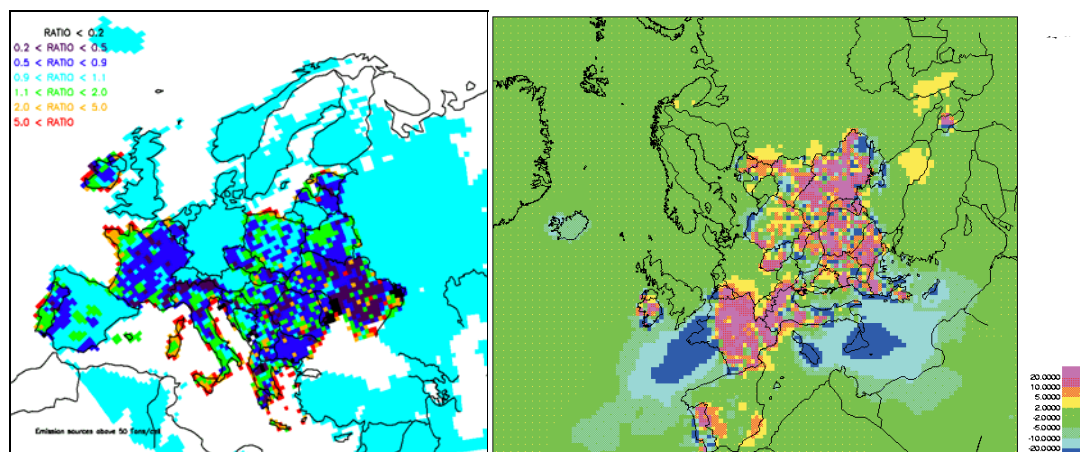 RATIO < 0.2
0.2 < RATIO < 0.5
0.5 < RATIO < 0.9
0.9 < RATIO < 1.1
1.1 < RATIO < 2.0
2.0 < RATIO < 5.0
5.0 < RATIO
Emission sources above 50 Tons/cell
20.0000
10.0000
5.0000
2.0000
-2.0000
-5.0000
-10.0000
-20.0000